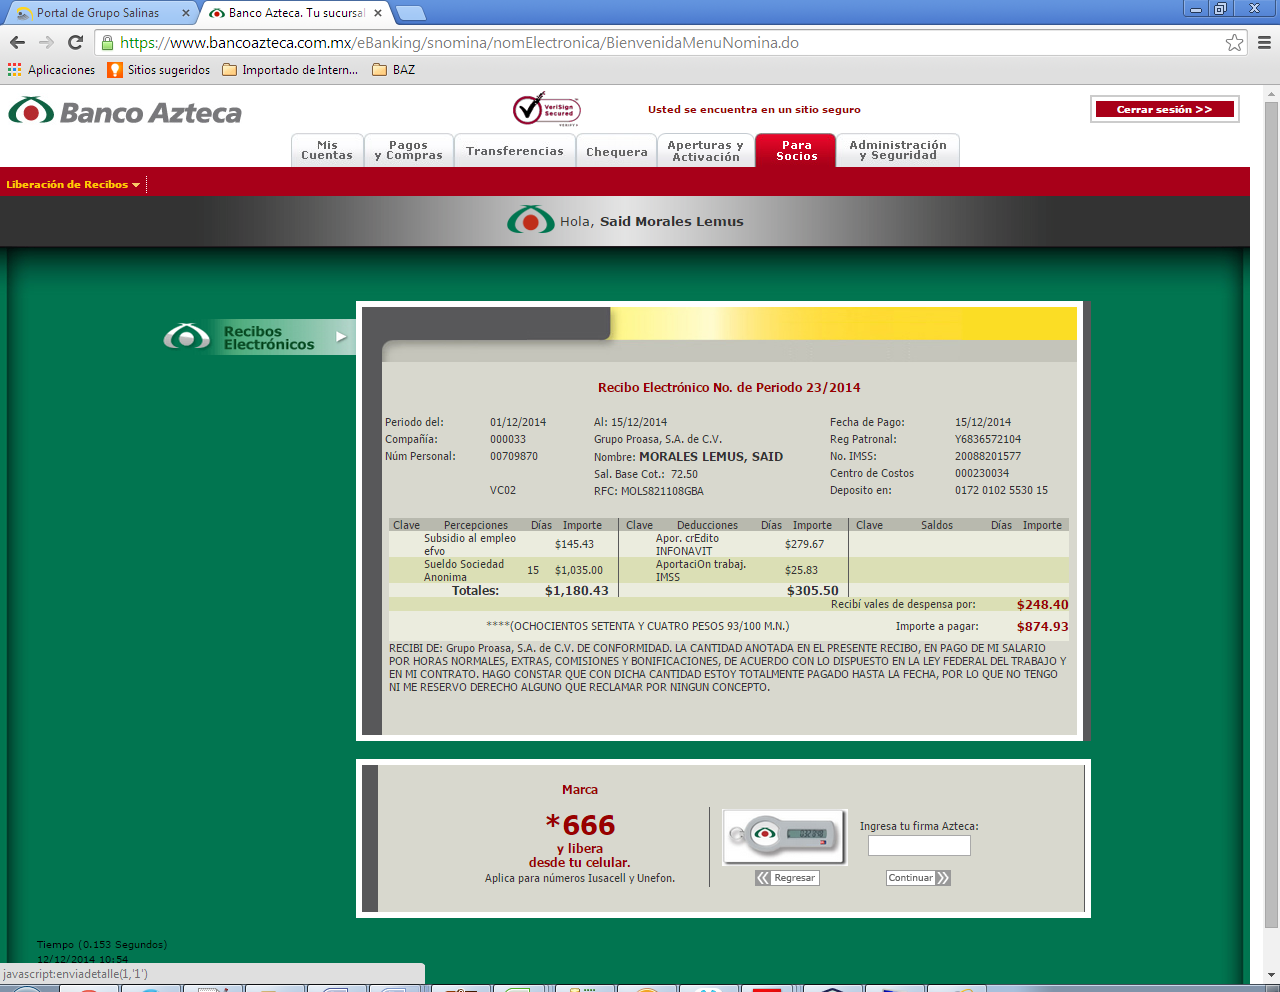 Portal de Grupo Salinas
Banco Azteca. Tu sucursal
https://www.bancoazteca.com.mx/eBanking/snomina/nomElectronica/BienvenidaMenuNomina.do
Aplicaciones Sitios sugeridos Importado de Intern... BAZ
Banco Azteca
VeriSign
Secured
VERIFY
Usted se encuentra en un sitio seguro
Cerrar sesión >>
Mis Cuentas
Pagos y Compras
Transferencias
Chequera
Aperturas y Activación
Para Socios
Administración y Seguridad
Liberación de Recibos
Hola, Said Morales Lemus
Recibos
Electrónicos
Recibo Electrónico No. de Periodo 23/2014
Periodo del: 01/12/2014 Al: 15/12/2014 Fecha de Pago: 15/12/2014
Compañía: 000033 Grupo Proasa, S.A. de C.V. Reg Patronal: Y6836572104
Núm Personal: 00709870 Nombre: MORALES LEMUS, SAID No. IMSS: 20088201577
Sal. Base Cot.: 72.50 Centro de Costos 000230034
VC02 RFC: MOLS821108GBA Deposito en: 0172 0102 5530 15
Clave Percepciones Días Importe Clave Deducciones Días Importe Clave Saldos Días Importe
Subsidio al empleo efvo $145.43 Apor. crEdito INFONAVIT $279.67
Sueldo Sociedad Anonima 15 $1,035.00 AportaciOn trabaj. IMSS $25.83
Totales: $1,180.43 $305.50
Recibí vales de despensa por: $248.40
****(OCHOCIENTOS SETENTA Y CUATRO PESOS 93/100 M.N.) Importe a pagar: $874.93
RECIBI DE: Grupo Proasa, S.A. de C.V. DE CONFORMIDAD. LA CANTIDAD ANOTADA EN EL PRESENTE RECIBO, EN PAGO DE MI SALARIO
POR HORAS NORMALES, EXTRAS, COMISIONES Y BONIFICACIONES, DE ACUERDO CON LO DISPUESTO EN LA LEY FEDERAL DEL TRABAJO Y
EN MI CONTRATO. HAGO CONSTAR QUE CON DICHA CANTIDAD ESTOY TOTALMENTE PAGADO HASTA LA FECHA, POR LO QUE NO TENGO
NI ME RESERVO DERECHO ALGUNO QUE RECLAMAR POR NINGUN CONCEPTO.
Marca
*666
y libera
desde tu celular.
Aplica para números Iusacell y Unefon.
Ingresa tu firma Azteca:
Regresar
Continuar
Tiempo (0.153 Segundos)
12/12/2014 10:54
javascript:enviadetalle(1,'1')